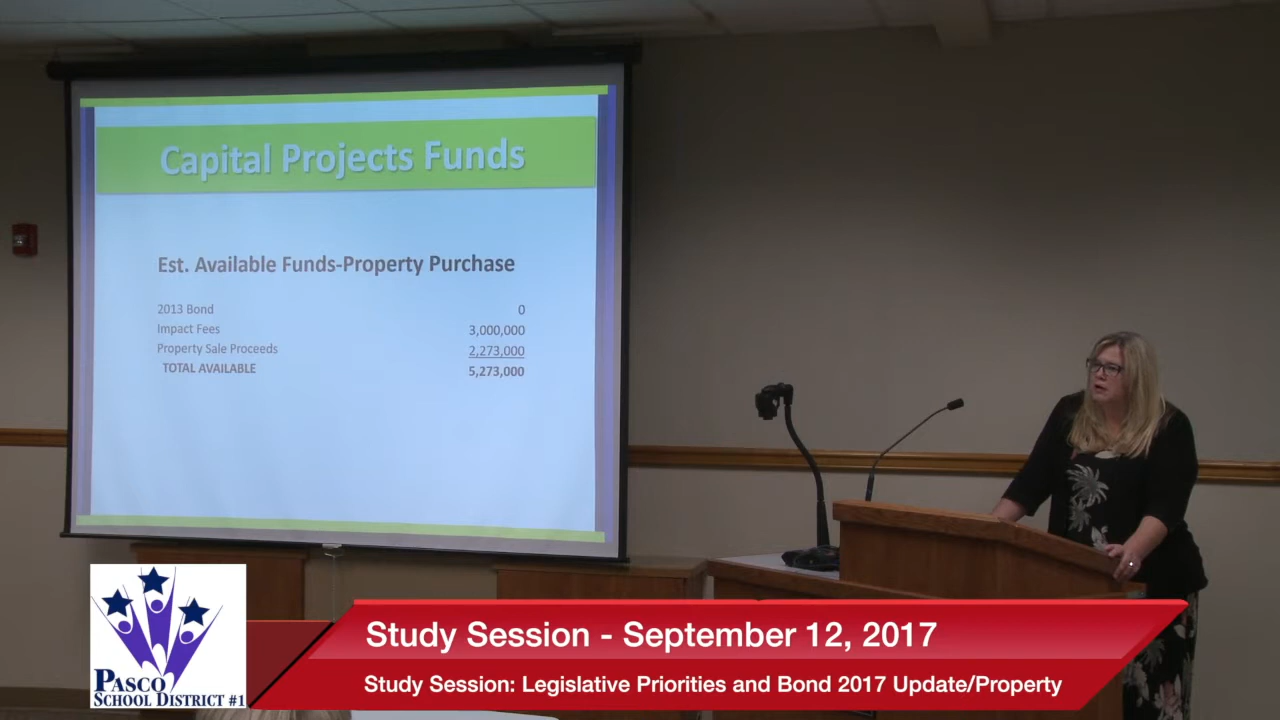 Capital Projects Funds
Est. Available Funds-Property Purchase
2013 Bond 0
Impact Fees 3,000,000
Property Sale Proceeds 2,273,000
TOTAL AVAILABLE 5,273,000
PASCO
SCHOOL DISTRICT #1
Study Session - September 12, 2017
Study Session: Legislative Priorities and Bond 2017 Update/Property